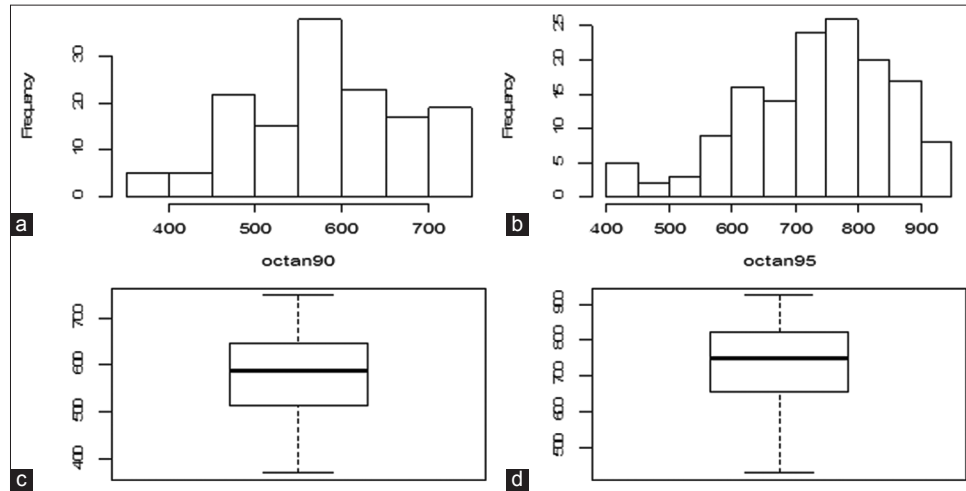 Frequency
0 10 20 30
400 500 600 700
octan90
a
Frequency
0 5 10 15 20 25
400 500 600 700 800 900
octan95
b
400 500 600 700
c
500 600 700 800 900
d